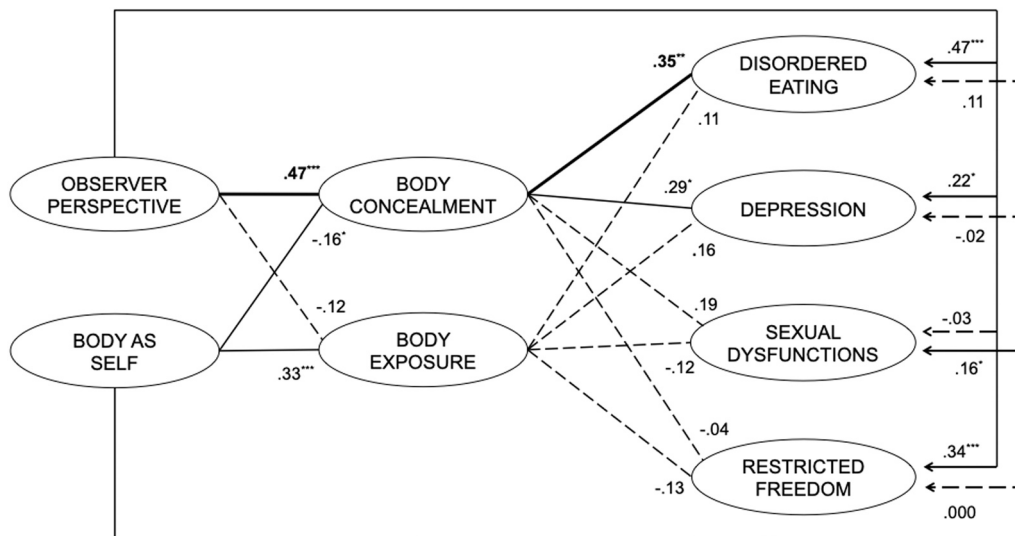 .47***
.35**
DISORDERED
EATING
.11
.11
.47***
OBSERVER
PERSPECTIVE
BODY
CONCEALMENT
.29*
DEPRESSION
.22*
-.16*
.16
-.02
-.12
.19
-.03
BODY AS
SELF
BODY
EXPOSURE
SEXUAL
DYSFUNCTIONS
.33***
-.12
.16*
-.04
.34***
RESTRICTED
FREEDOM
-.13
.000